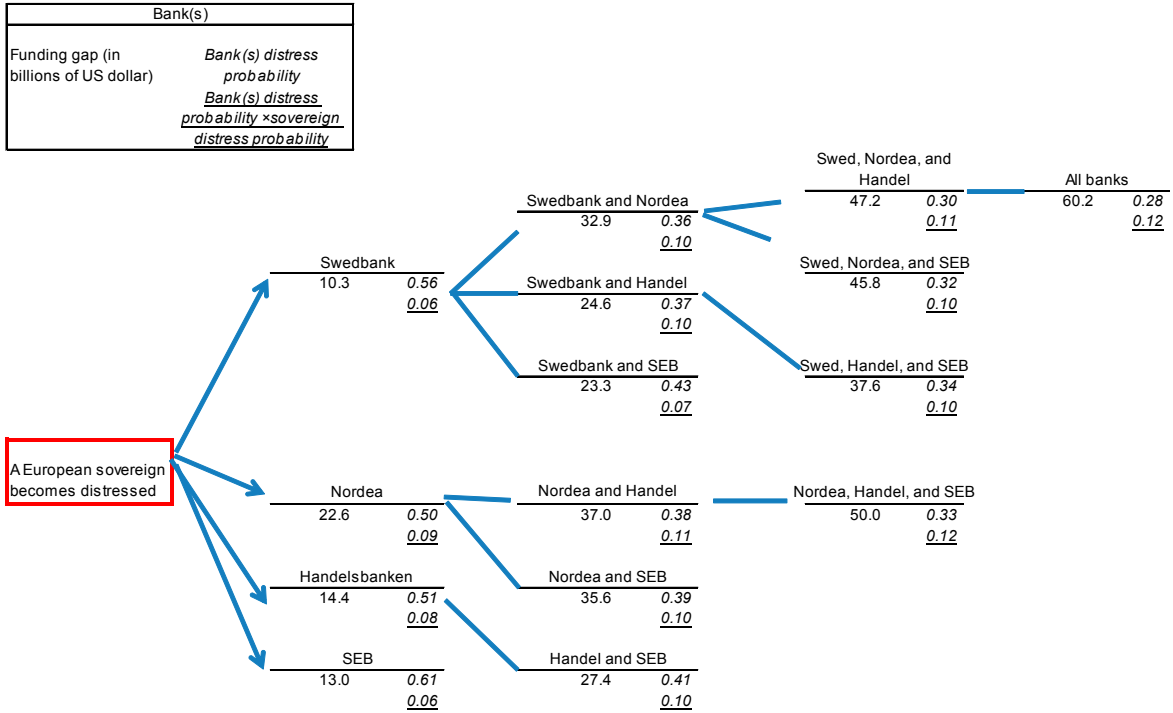 Bank(s)
Funding gap (in
billions of US dollar)
Bank(s) distress
probability
Bank(s) distress
probability ×sovereign
distress probability
A European sovereign
becomes distressed
Swedbank
10.3 0.56
0.06
Nordea
22.6 0.50
0.09
Handelsbanken
14.4 0.51
0.08
SEB
13.0 0.61
0.06
Swedbank and Nordea
32.9 0.36
0.10
Swedbank and Handel
24.6 0.37
0.10
Swedbank and SEB
23.3 0.43
0.07
Nordea and Handel
37.0 0.38
0.11
Nordea and SEB
35.6 0.39
0.10
Handel and SEB
27.4 0.41
0.10
Swed, Nordea, and
Handel
47.2 0.30
0.11
Swed, Nordea, and SEB
45.8 0.32
0.10
Swed, Handel, and SEB
37.6 0.34
0.10
Nordea, Handel, and SEB
50.0 0.33
0.12
All banks
60.2 0.28
0.12